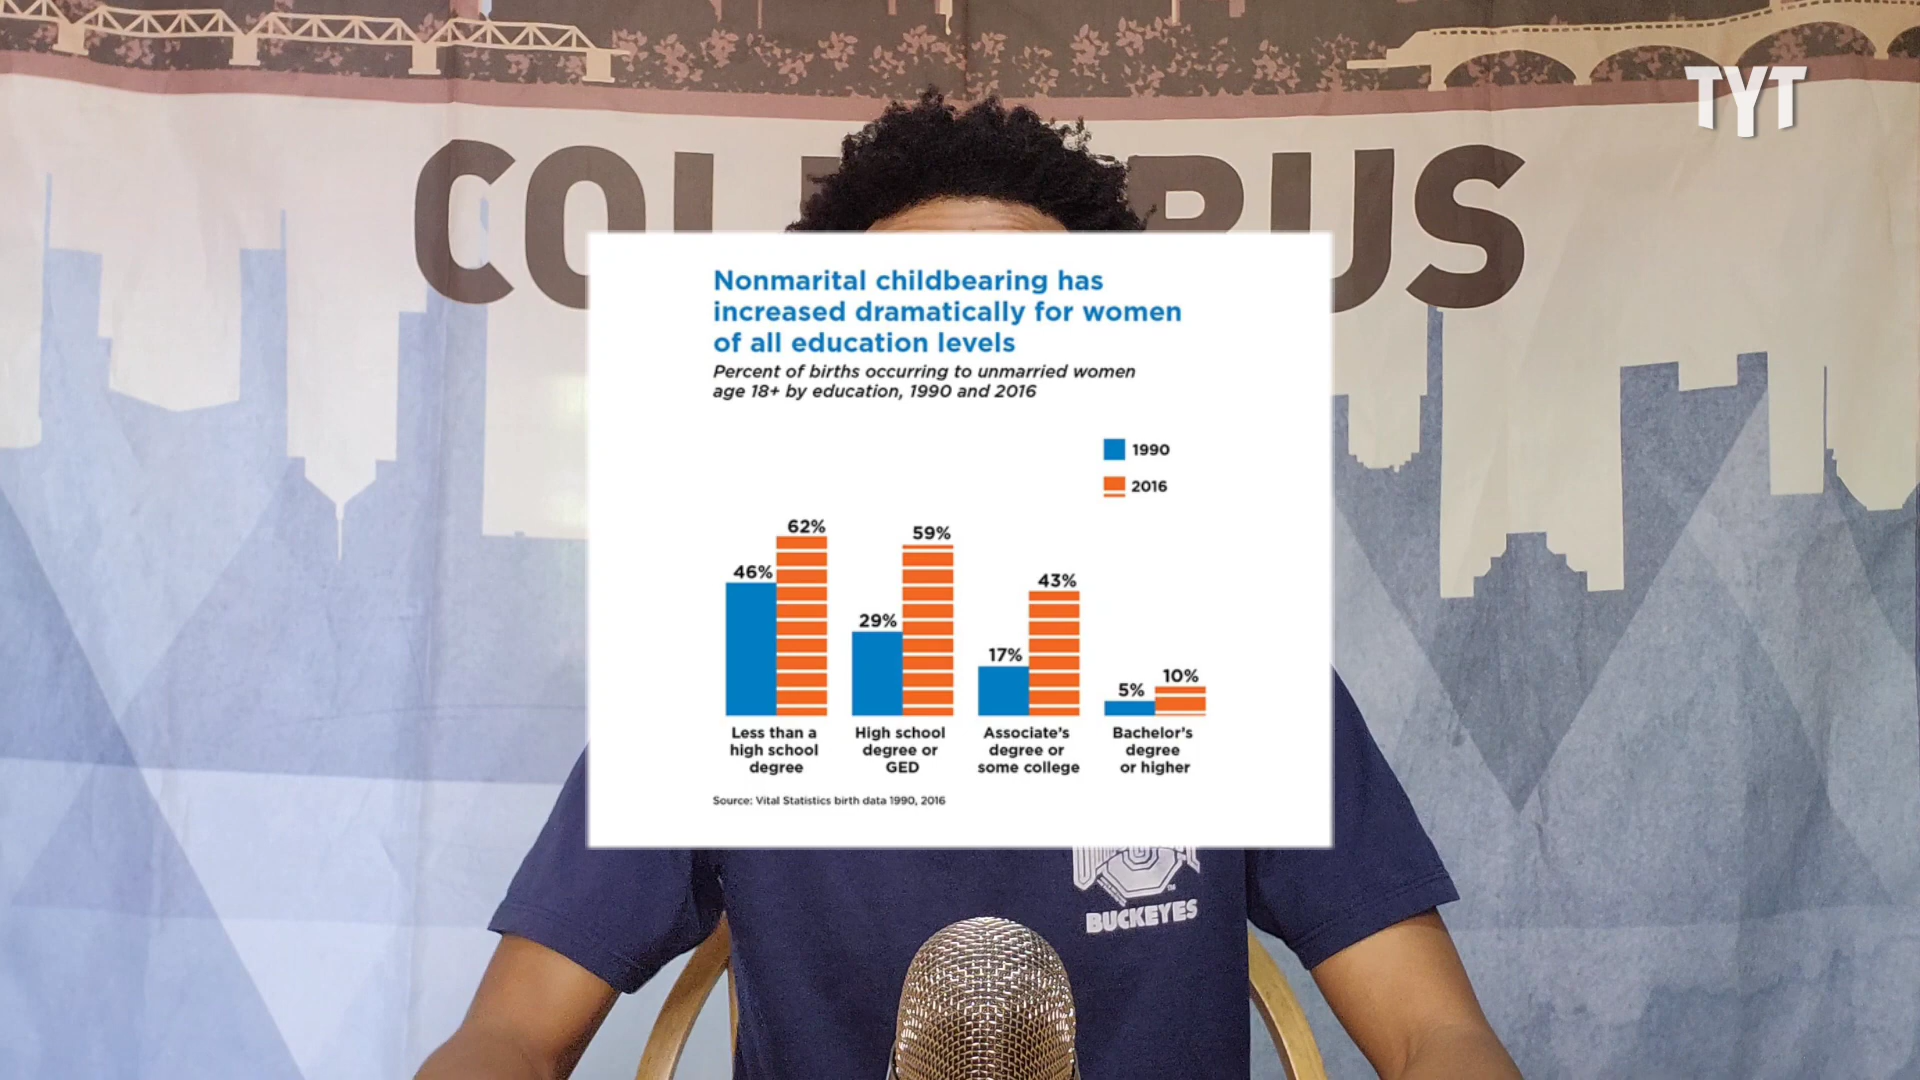 TYT
Nonmarital childbearing has
increased dramatically for women
of all education levels
Percent of births occurring to unmarried women
age 18+ by education, 1990 and 2016
1990
2016
46%
62%
29%
59%
17%
43%
5%
10%
Less than a
high school
degree
High school
degree or
GED
Associate's
degree or
some college
Bachelor's
degree
or higher
Source: Vital Statistics birth data 1990, 2016
BUCKEYES